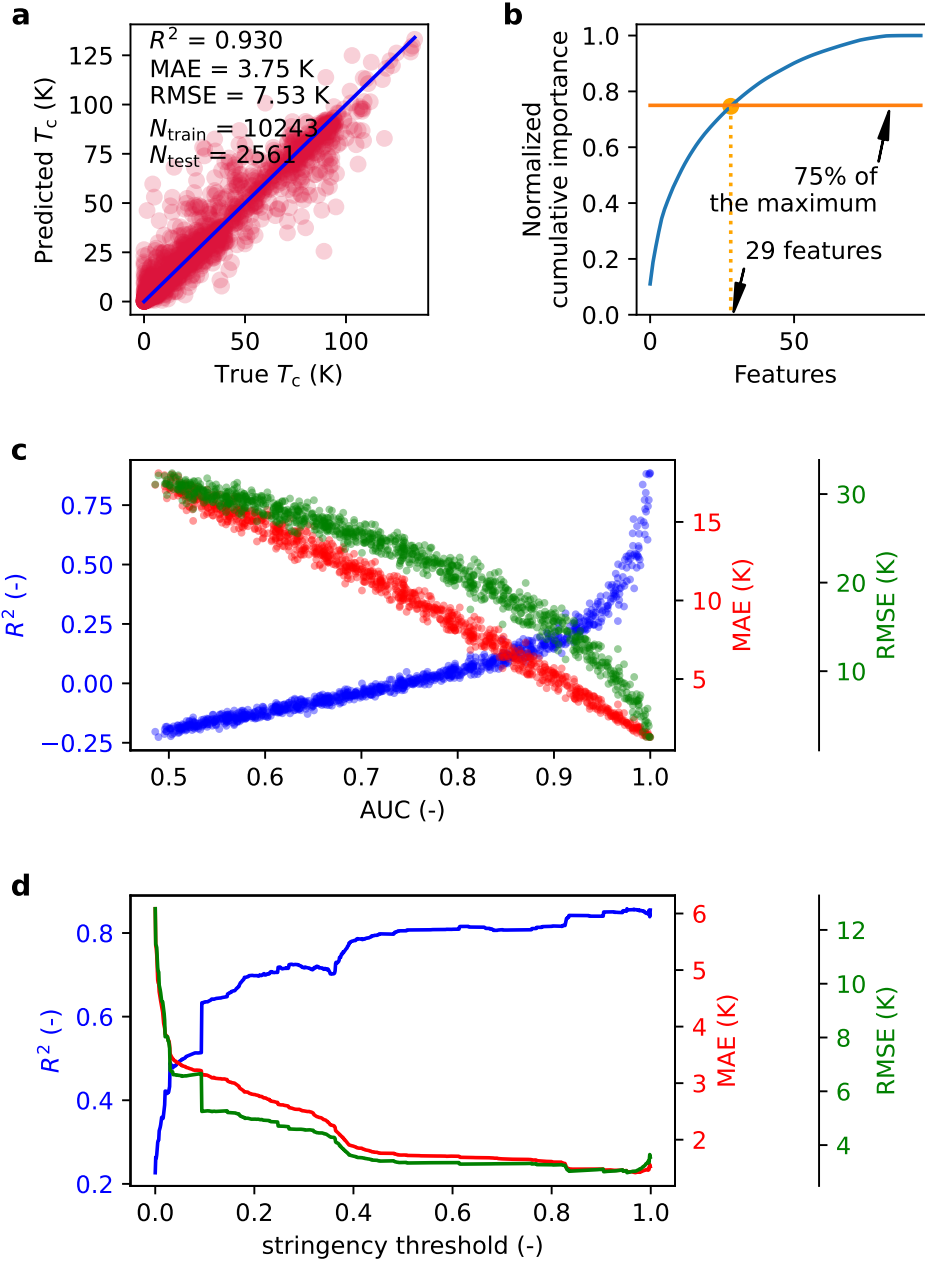 a
R² = 0.930
MAE = 3.75 K
RMSE = 7.53 K
N_train = 10243
N_test = 2561
Predicted T_c (K)
125
100
75
50
25
0
0 50 100
True T_c (K)
b
Normalized
cumulative importance
1.0
0.8
0.6
0.4
0.2
0.0
75% of
the maximum
29 features
0 50
Features
c
R² (-)
0.75
0.50
0.25
0.00
−0.25
15
10
5
MAE (K)
30
20
10
RMSE (K)
0.5 0.6 0.7 0.8 0.9 1.0
AUC (-)
d
R² (-)
0.8
0.6
0.4
0.2
6
5
4
3
2
MAE (K)
12
10
8
6
4
RMSE (K)
0.0 0.2 0.4 0.6 0.8 1.0
stringency threshold (-)